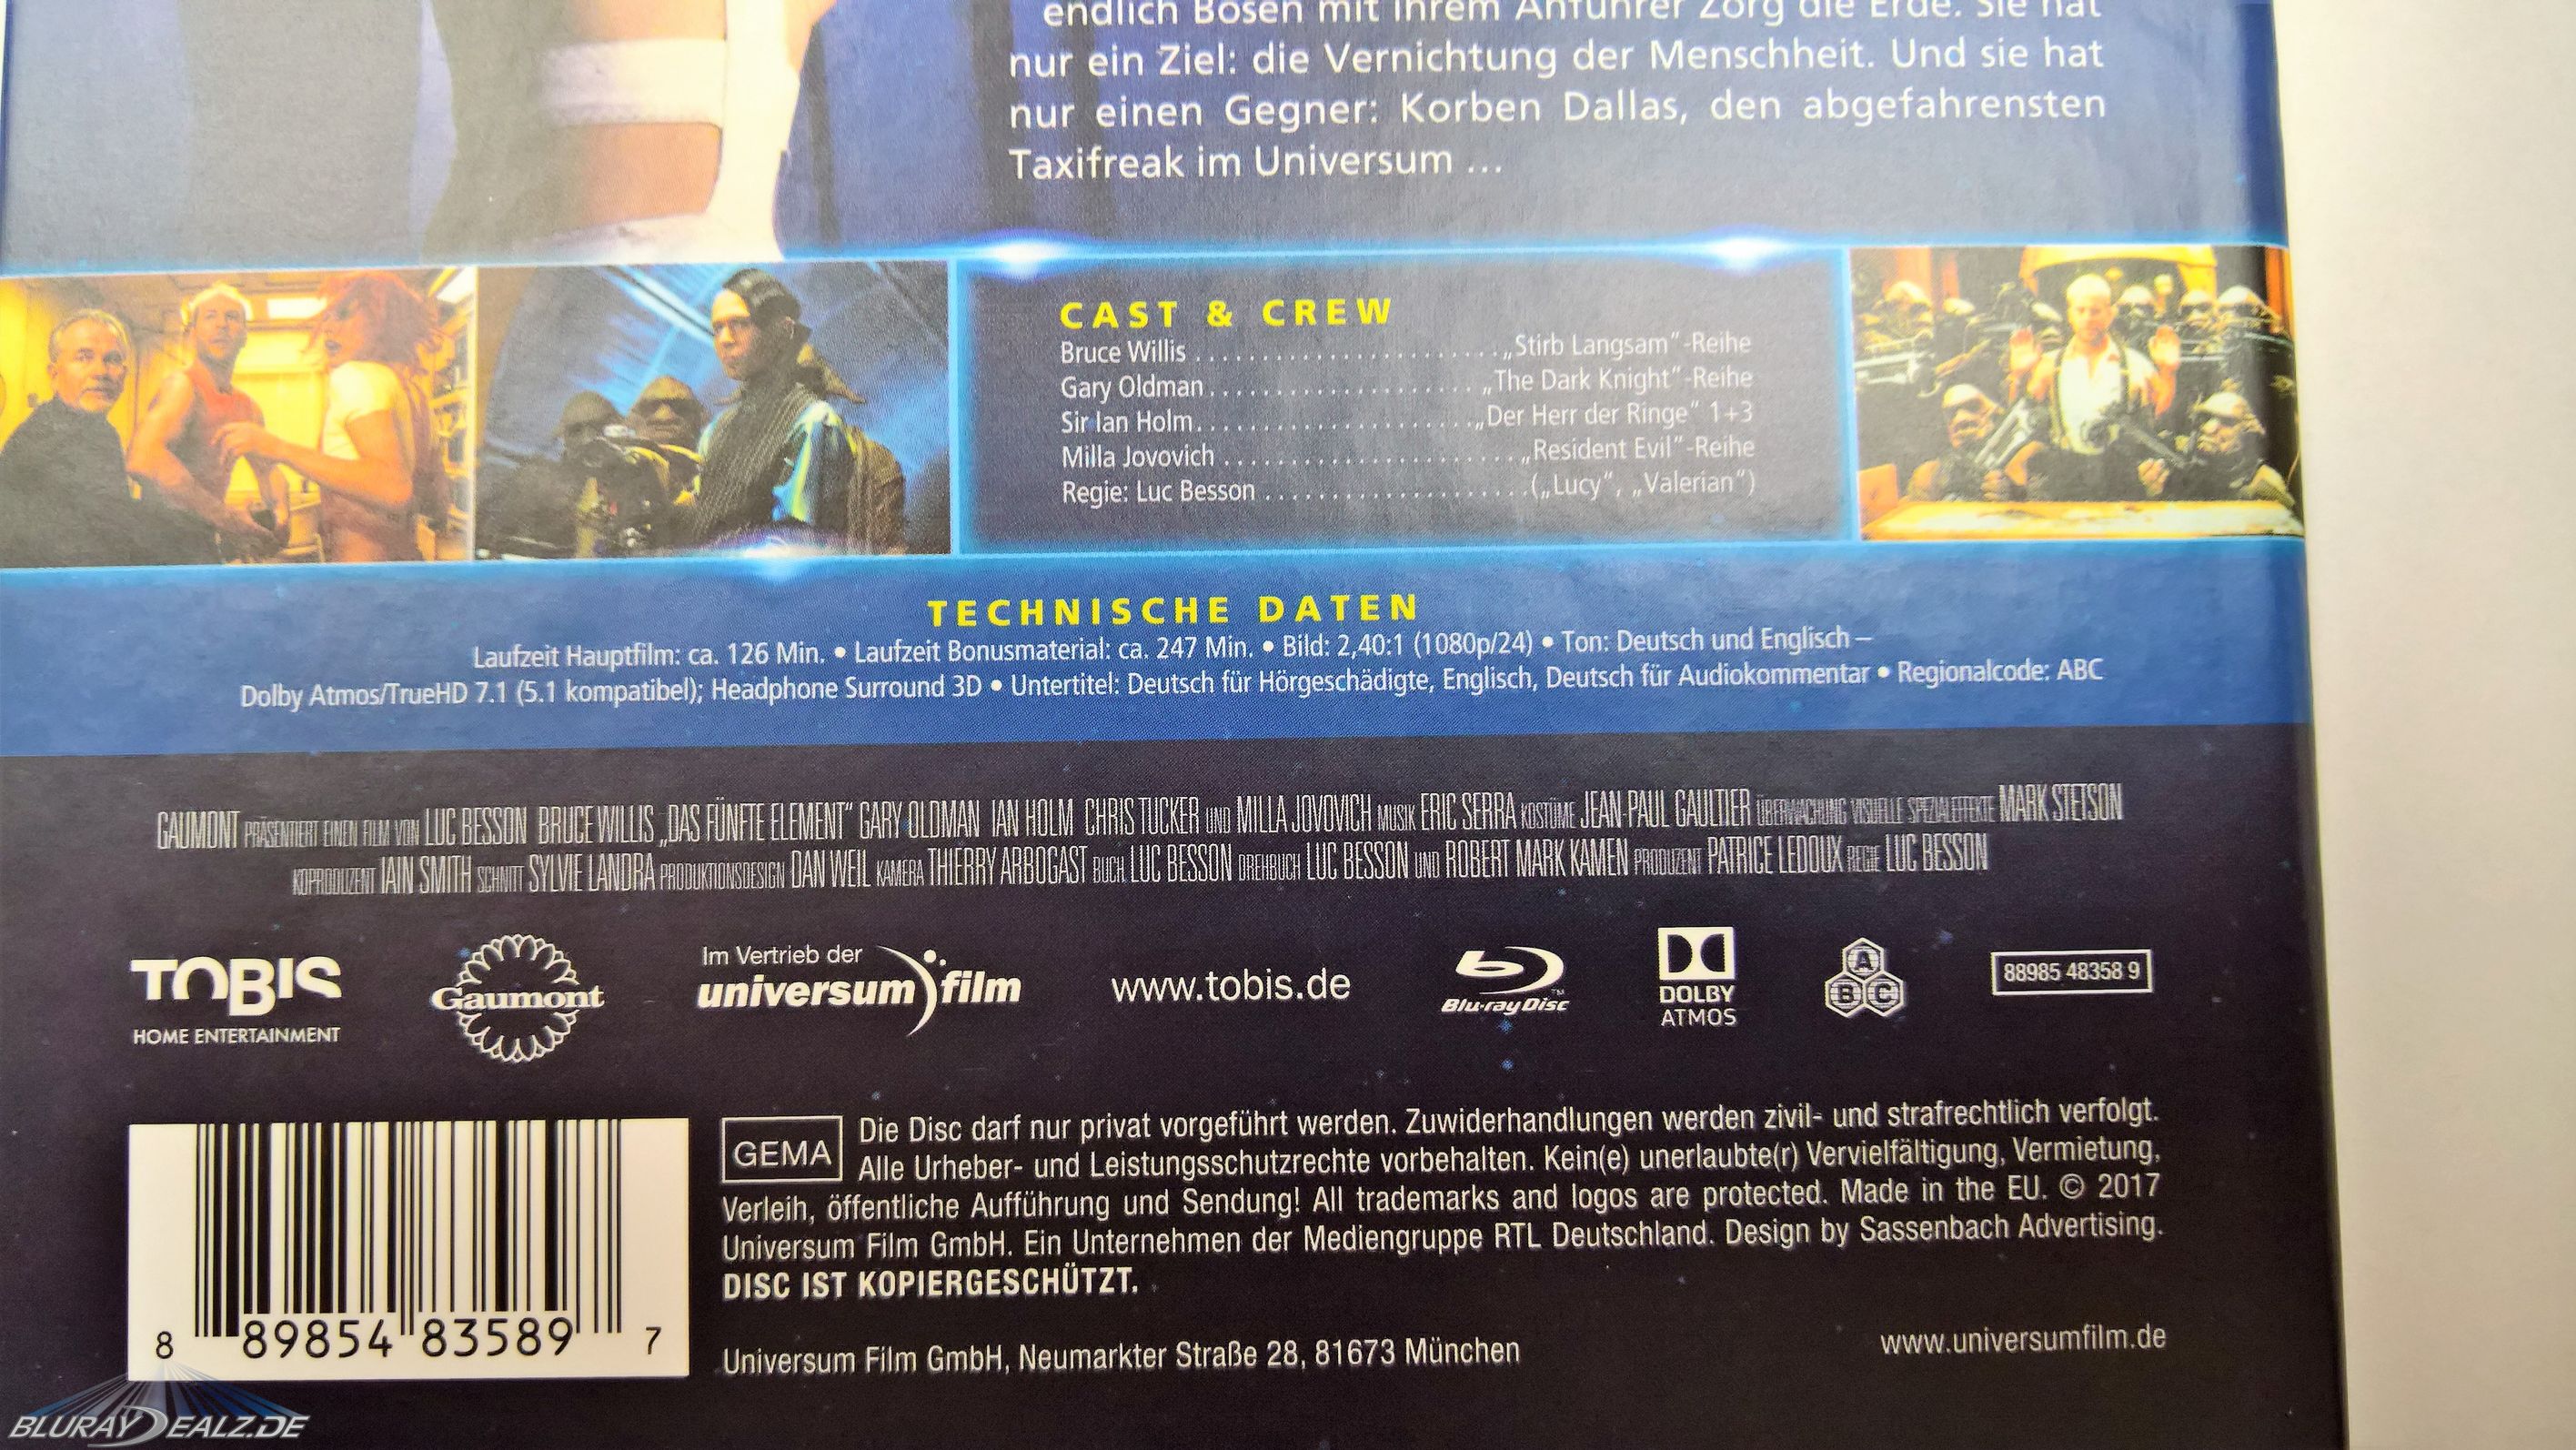 endlich Bösen mit ihrem Anführer Zorg die Erde. Sie hat
nur ein Ziel: die Vernichtung der Menschheit. Und sie hat
nur einen Gegner: Korben Dallas, den abgefahrensten
Taxifreak im Universum ...
CAST & CREW
Bruce Willis ........................ „Stirb Langsam"-Reihe
Gary Oldman ..................... „The Dark Knight"-Reihe
Sir Ian Holm...................... „Der Herr der Ringe" 1+3
Milla Jovovich ........................ „Resident Evil"-Reihe
Regie: Luc Besson .....................(„Lucy", „Valerian")
TECHNISCHE DATEN
Laufzeit Hauptfilm: ca. 126 Min. • Laufzeit Bonusmaterial: ca. 247 Min. • Bild: 2,40:1 (1080p/24) • Ton: Deutsch und Englisch –
Dolby Atmos/TrueHD 7.1 (5.1 kompatibel); Headphone Surround 3D • Untertitel: Deutsch für Hörgeschädigte, Englisch, Deutsch für Audiokommentar • Regionalcode: ABC
GAUMONT PRÄSENTIERT EINEN FILM VON LUC BESSON BRUCE WILLIS „DAS FÜNFTE ELEMENT" GARY OLDMAN IAN HOLM CHRIS TUCKER UND MILLA JOVOVICH MUSIK ERIC SERRA KOSTÜME JEAN-PAUL GAULTIER ÜBERWACHUNG VISUELLE SPEZIALEFFEKTE MARK STETSON
KOPRODUZENT IAIN SMITH SCHNITT SYLVIE LANDRA PRODUKTIONSDESIGN DAN WEIL KAMERA THIERRY ARBOGAST BUCH LUC BESSON DREHBUCH LUC BESSON UND ROBERT MARK KAMEN PRODUZENT PATRICE LEDOUX REGIE LUC BESSON
TOBIS
HOME ENTERTAINMENT
Gaumont
Im Vertrieb der
universum film
www.tobis.de
Blu-ray Disc™
DOLBY
ATMOS
A
B C
88985 48358 9
GEMA
Die Disc darf nur privat vorgeführt werden. Zuwiderhandlungen werden zivil- und strafrechtlich verfolgt.
Alle Urheber- und Leistungsschutzrechte vorbehalten. Kein(e) unerlaubte(r) Vervielfältigung, Vermietung,
Verleih, öffentliche Aufführung und Sendung! All trademarks and logos are protected. Made in the EU. © 2017
Universum Film GmbH. Ein Unternehmen der Mediengruppe RTL Deutschland. Design by Sassenbach Advertising.
DISC IST KOPIERGESCHÜTZT.
8 89854 83589 7
Universum Film GmbH, Neumarkter Straße 28, 81673 München
www.universumfilm.de
BLURAYDEALZ.DE